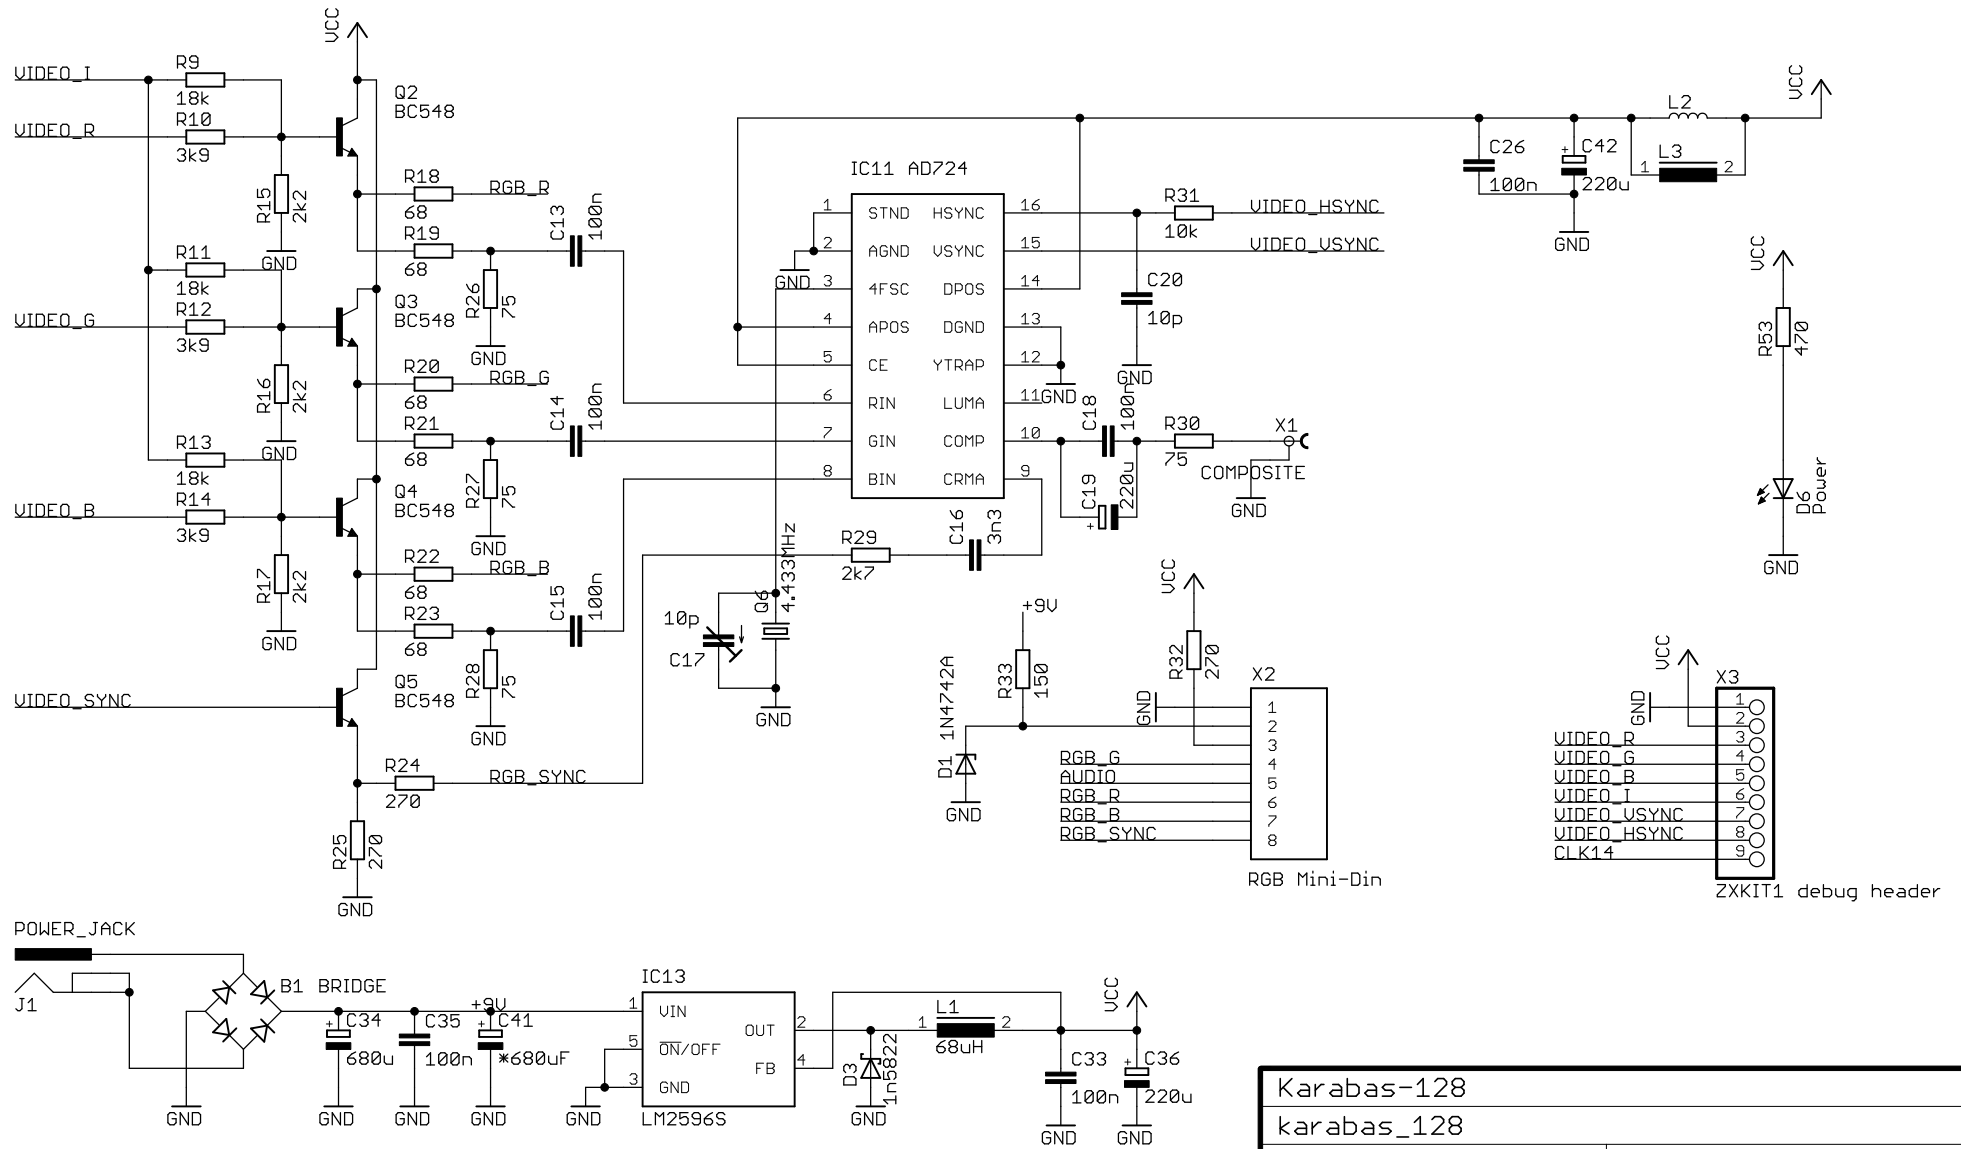 VCC
VIDEO_I
R9
18k
VIDEO_R
R10
3k9
Q2
BC548
R15
2k2
GND
R18
68
RGB_R
R19
68
C13
100n
R26
75
GND
R11
18k
VIDEO_G
R12
3k9
Q3
BC548
R16
2k2
GND
R20
68
RGB_G
R21
68
C14
100n
R27
75
GND
R13
18k
VIDEO_B
R14
3k9
Q4
BC548
R17
2k2
GND
R22
68
RGB_B
R23
68
C15
100n
R28
75
GND
VIDEO_SYNC
Q5
BC548
R24
270
RGB_SYNC
R25
270
GND
IC11 AD724
1 STND HSYNC 16
2 AGND VSYNC 15
3 4FSC DPOS 14
4 APOS DGND 13
5 CE YTRAP 12
6 RIN LUMA 11
7 GIN COMP 10
8 BIN CRMA 9
GND
GND
R31
10k
VIDEO_HSYNC
VIDEO_VSYNC
C20
10p
GND
C18
100n
C19
220u
+
R30
75
X1
COMPOSITE
GND
R29
2k7
C16
3n3
10p
C17
Q6
4.433MHz
GND
L2
VCC
C26
100n
+
C42
220u
1 L3 2
GND
VCC
R53
470
D6
Power
GND
+9V
R33
150
1N4742A
D1
GND
VCC
R32
270
X2
GND
1
2
3
RGB_G 4
AUDIO 5
RGB_R 6
RGB_B 7
RGB_SYNC 8
RGB Mini-Din
VCC
X3
GND
1
2
VIDEO_R 3
VIDEO_G 4
VIDEO_B 5
VIDEO_I 6
VIDEO_VSYNC 7
VIDEO_HSYNC 8
CLK14 9
ZXKIT1 debug header
POWER_JACK
J1
B1 BRIDGE
GND
+
C34
680u
GND
C35
100n
GND
+9V
+
C41
*680uF
GND
IC13
1 VIN
OUT 2
5 ON/OFF
FB 4
3 GND
LM2596S
GND
D3
1n5822
GND
1 L1 2
68uH
VCC
C33
100n
GND
+
C36
220u
GND
Karabas-128
karabas_128